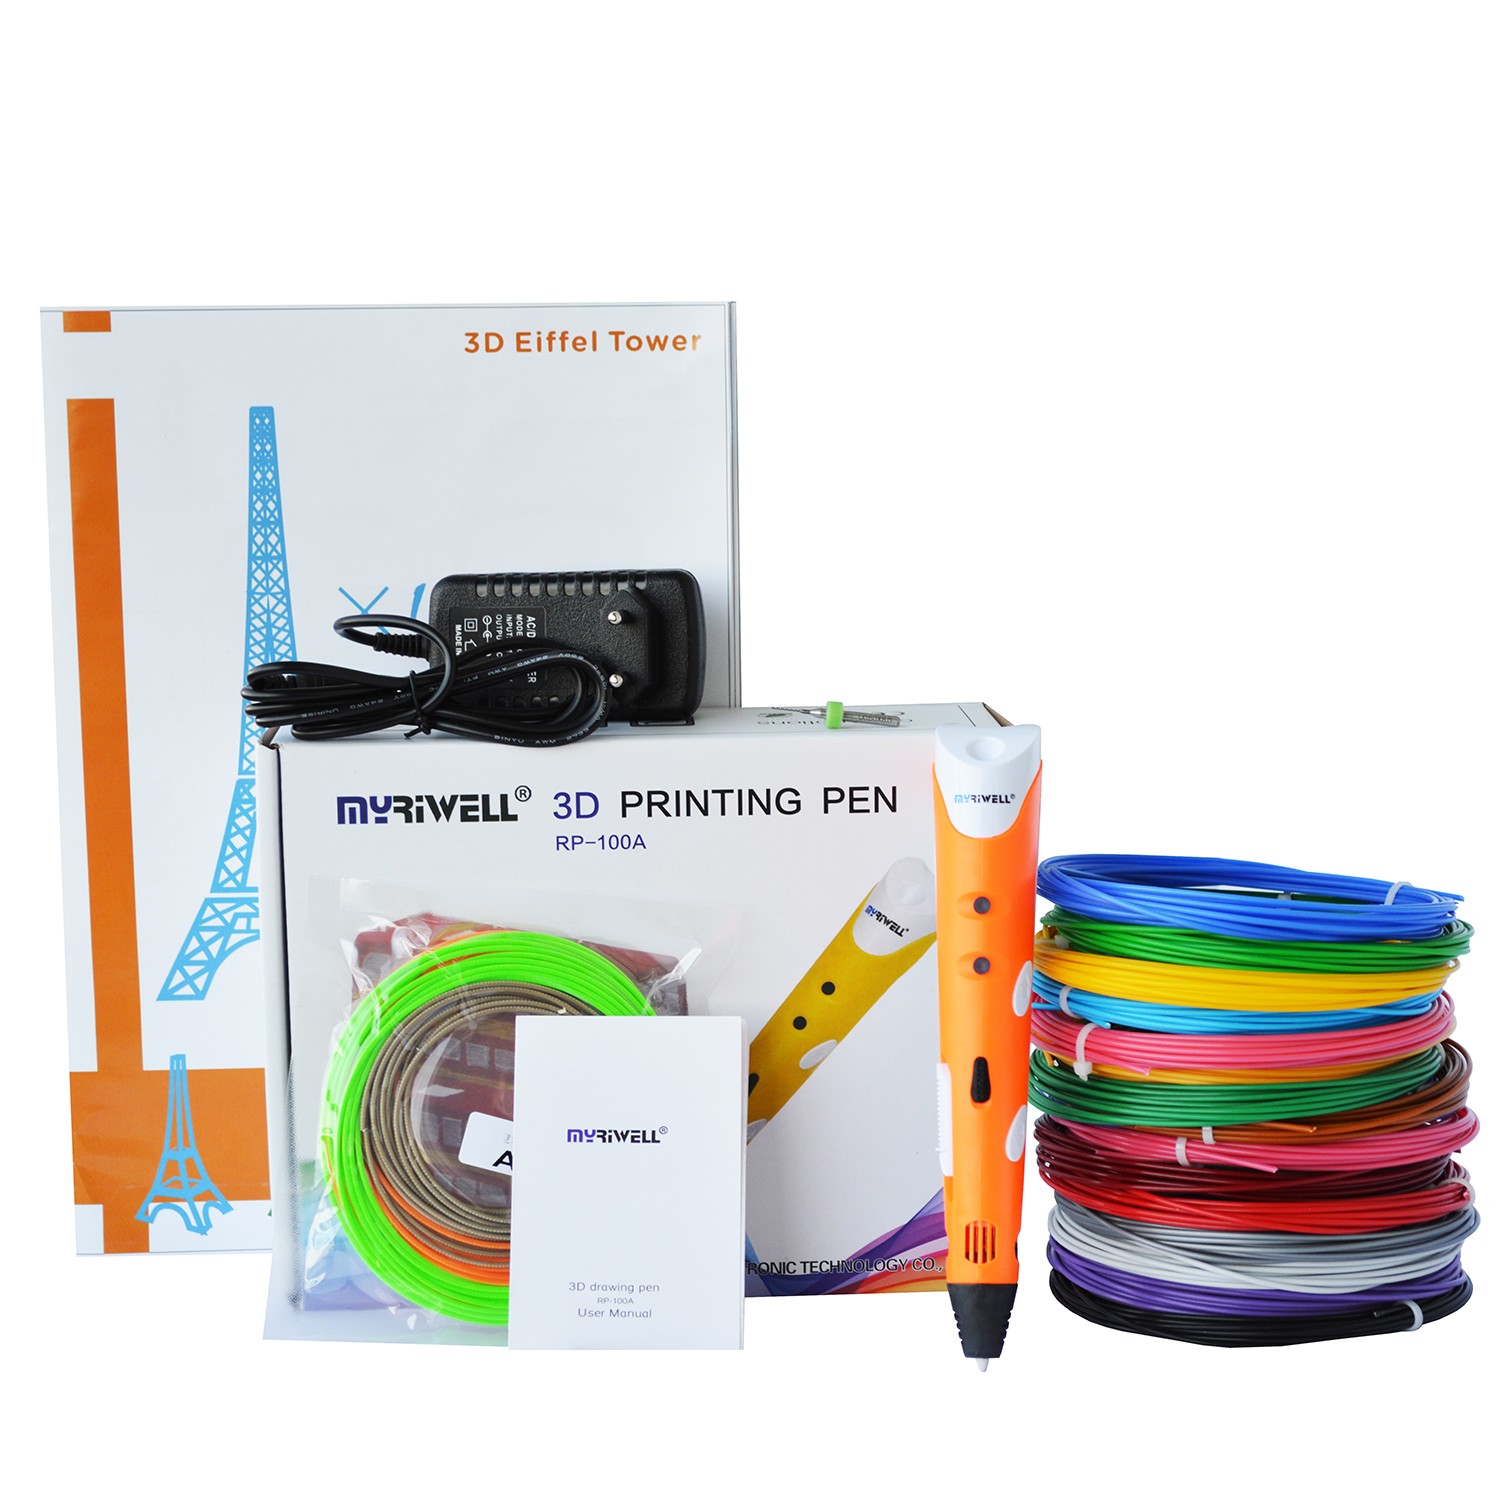 3D Eiffel Tower
MYRIWELL® 3D PRINTING PEN
RP-100A
MYRIWELL®
MYRIWELL
MYRIWELL®
3D drawing pen
RP-100A
User Manual
TECHNOLOGY CO.,